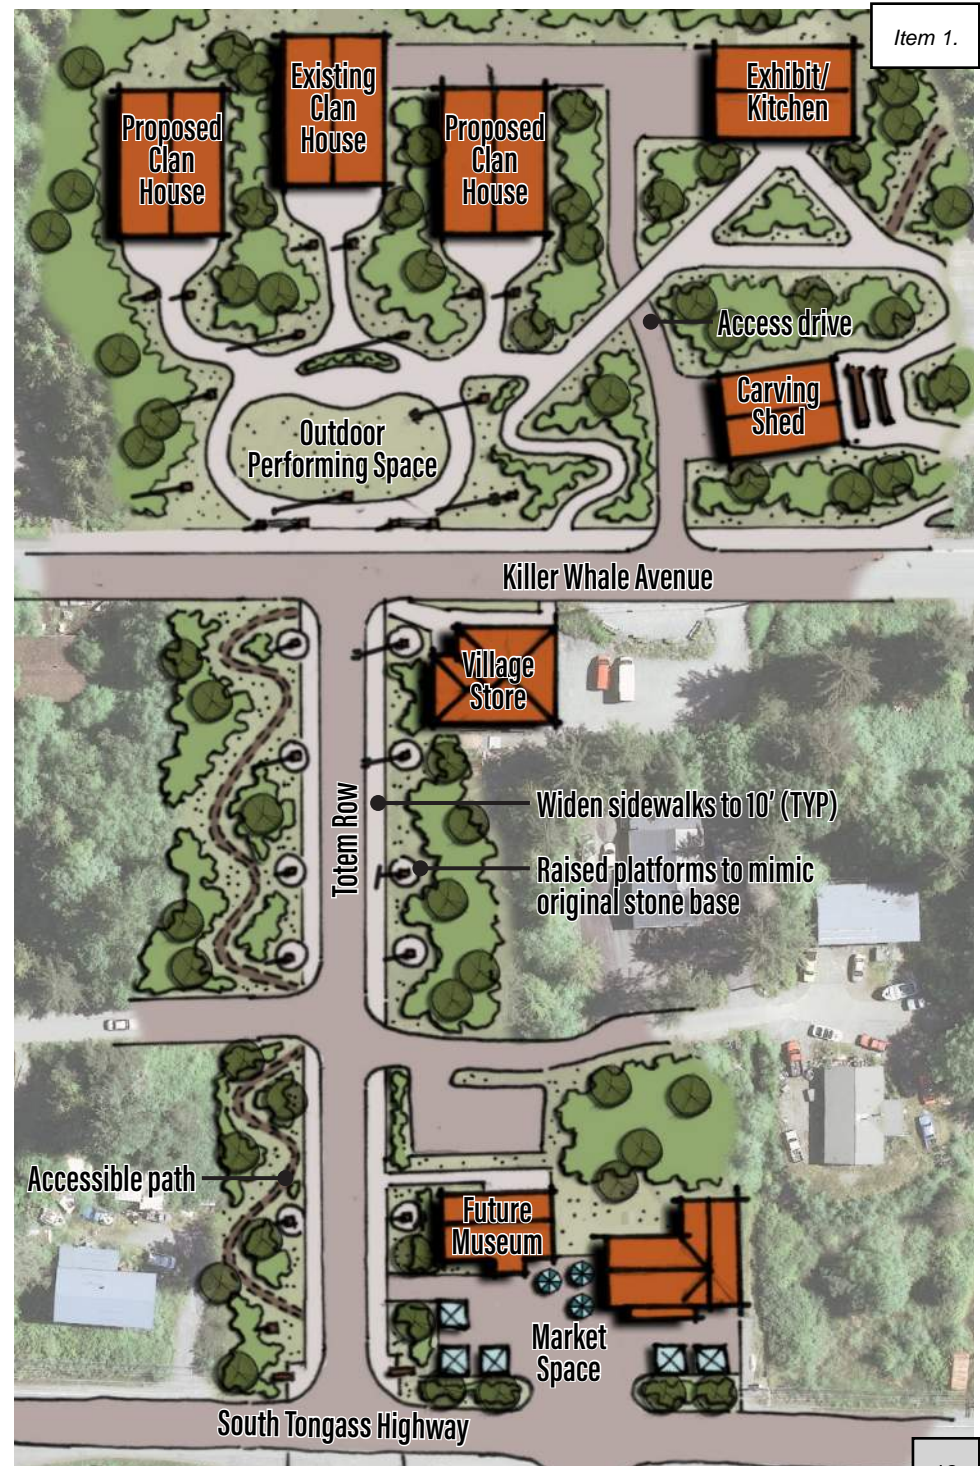 Item 1.
Existing
Clan
House
Exhibit/
Kitchen
Proposed
Clan
House
Proposed
Clan
House
Access drive
Carving
Shed
Outdoor
Performing Space
Killer Whale Avenue
Village
Store
Totem Row
Widen sidewalks to 10' (TYP)
Raised platforms to mimic
original stone base
Accessible path
Future
Museum
Market
Space
South Tongass Highway